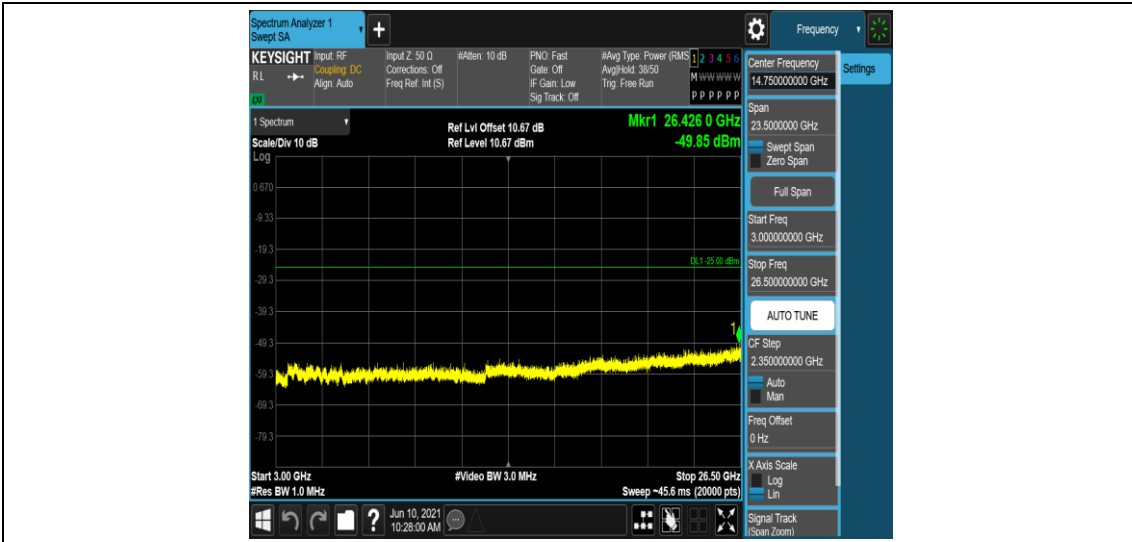 Spectrum Analyzer 1
Swept SA
+
Frequency
KEYSIGHT
RL
LXI
Input: RF
Coupling: DC
Align: Auto
Input Z: 50 Ω
Corrections: Off
Freq Ref: Int (S)
#Atten: 10 dB
PNO: Fast
Gate: Off
IF Gain: Low
Sig Track: Off
#Avg Type: Power (RMS
Avg|Hold: 38/50
Trig: Free Run
1 2 3 4 5 6
M W W W W W
P P P P P P
1 Spectrum
Scale/Div 10 dB
Log
Ref Lvl Offset 10.67 dB
Ref Level 10.67 dBm
Mkr1 26.426 0 GHz
-49.85 dBm
0.670
-9.33
-19.3
DL1 -25.00 dBm
-29.3
-39.3
1
-49.3
-59.3
-69.3
-79.3
Start 3.00 GHz
#Res BW 1.0 MHz
#Video BW 3.0 MHz
Stop 26.50 GHz
Sweep ~45.6 ms (20000 pts)
?
Jun 10, 2021
10:28:00 AM
Center Frequency
14.750000000 GHz
Settings
Span
23.5000000 GHz
Swept Span
Zero Span
Full Span
Start Freq
3.000000000 GHz
Stop Freq
26.500000000 GHz
AUTO TUNE
CF Step
2.350000000 GHz
Auto
Man
Freq Offset
0 Hz
X Axis Scale
Log
Lin
Signal Track
(Span Zoom)